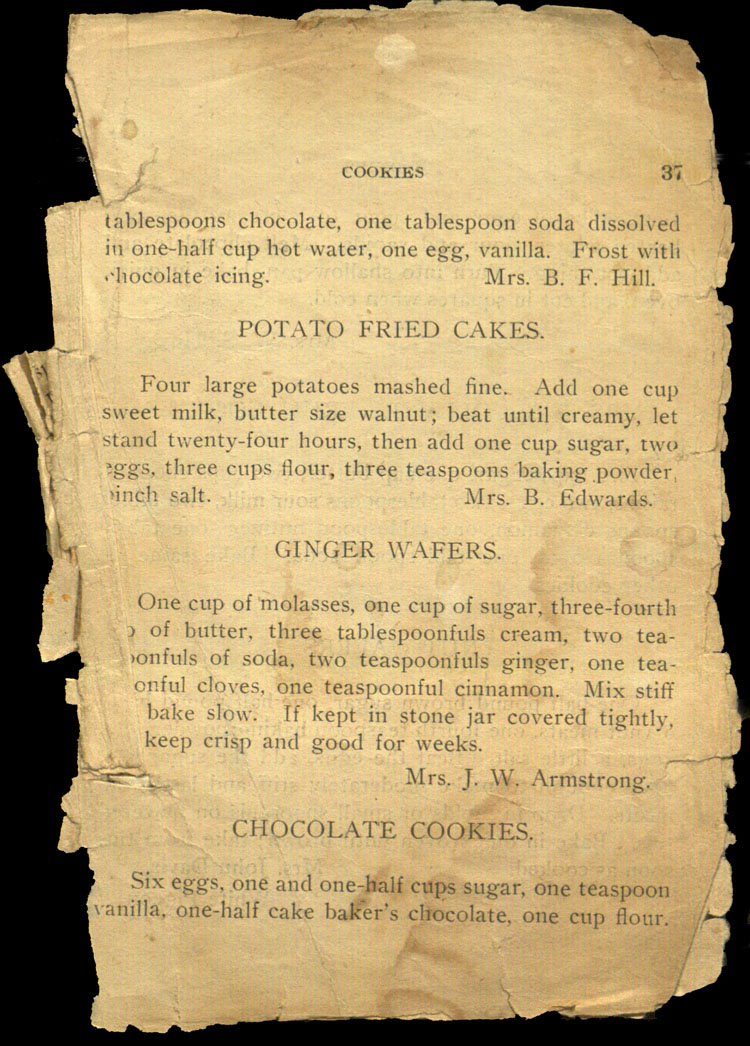 COOKIES 37
tablespoons chocolate, one tablespoon soda dissolved
in one-half cup hot water, one egg, vanilla. Frost with
chocolate icing. Mrs. B. F. Hill.
POTATO FRIED CAKES.
Four large potatoes mashed fine. Add one cup
sweet milk, butter size walnut; beat until creamy, let
stand twenty-four hours, then add one cup sugar, two
eggs, three cups flour, three teaspoons baking powder,
pinch salt. Mrs. B. Edwards.
GINGER WAFERS.
One cup of molasses, one cup of sugar, three-fourth
of butter, three tablespoonfuls cream, two tea-
oonfuls of soda, two teaspoonfuls ginger, one tea-
onful cloves, one teaspoonful cinnamon. Mix stiff
bake slow. If kept in stone jar covered tightly,
keep crisp and good for weeks.
Mrs. J. W. Armstrong.
CHOCOLATE COOKIES.
Six eggs, one and one-half cups sugar, one teaspoon
vanilla, one-half cake baker's chocolate, one cup flour.